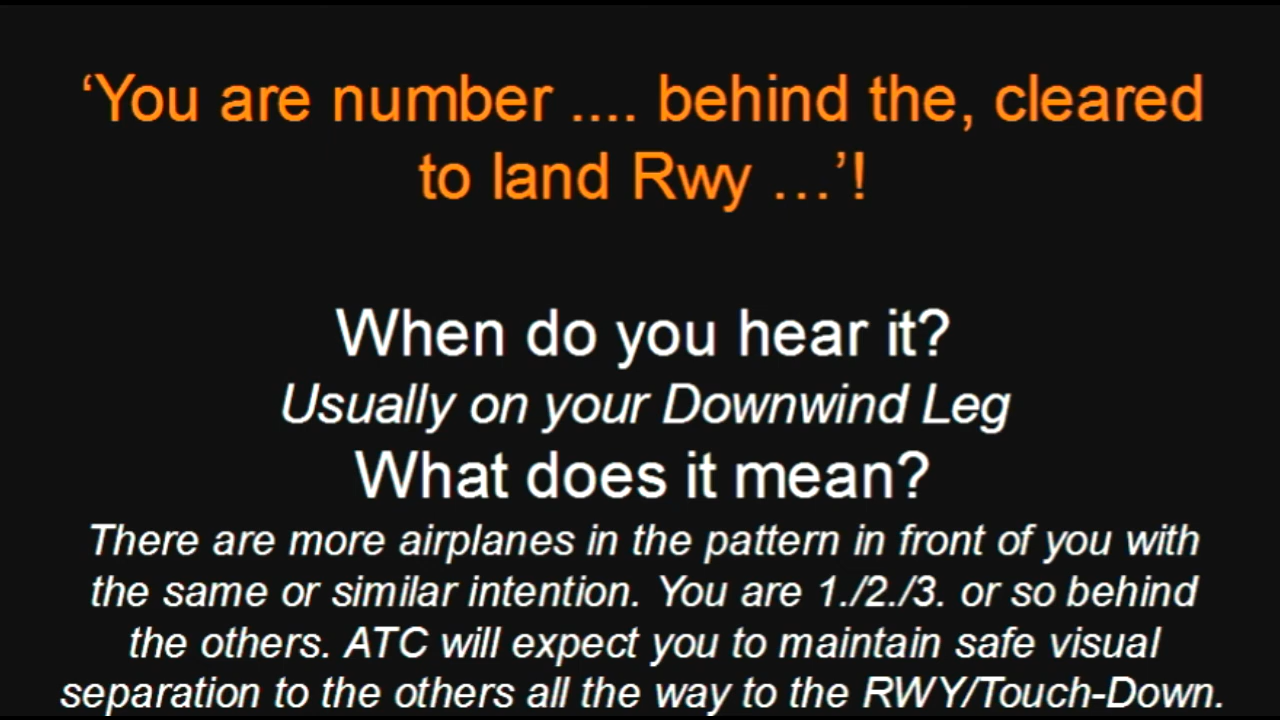 ‘You are number .... behind the, cleared
to land Rwy …’!
When do you hear it?
Usually on your Downwind Leg
What does it mean?
There are more airplanes in the pattern in front of you with
the same or similar intention. You are 1./2./3. or so behind
the others. ATC will expect you to maintain safe visual
separation to the others all the way to the RWY/Touch-Down.